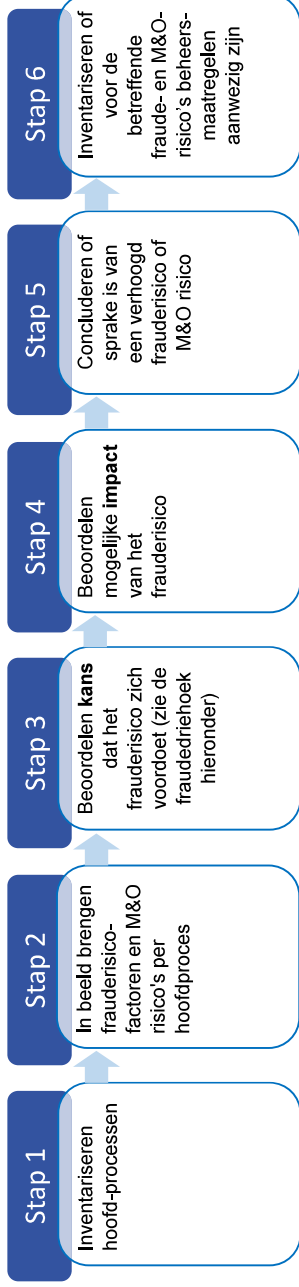 Stap 1
Inventariseren
hoofd-processen
Stap 2
In beeld brengen
frauderisico-
factoren en M&O
risico's per
hoofdproces
Stap 3
Beoordelen kans
dat het
frauderisico zich
voordoet (zie de
fraudedriehoek
hieronder)
Stap 4
Beoordelen
mogelijke impact
van het
frauderisico
Stap 5
Concluderen of
sprake is van
een verhoogd
frauderisico of
M&O risico
Stap 6
Inventariseren of
voor de
betreffende
fraude- en M&O-
risico's beheers-
maatregelen
aanwezig zijn